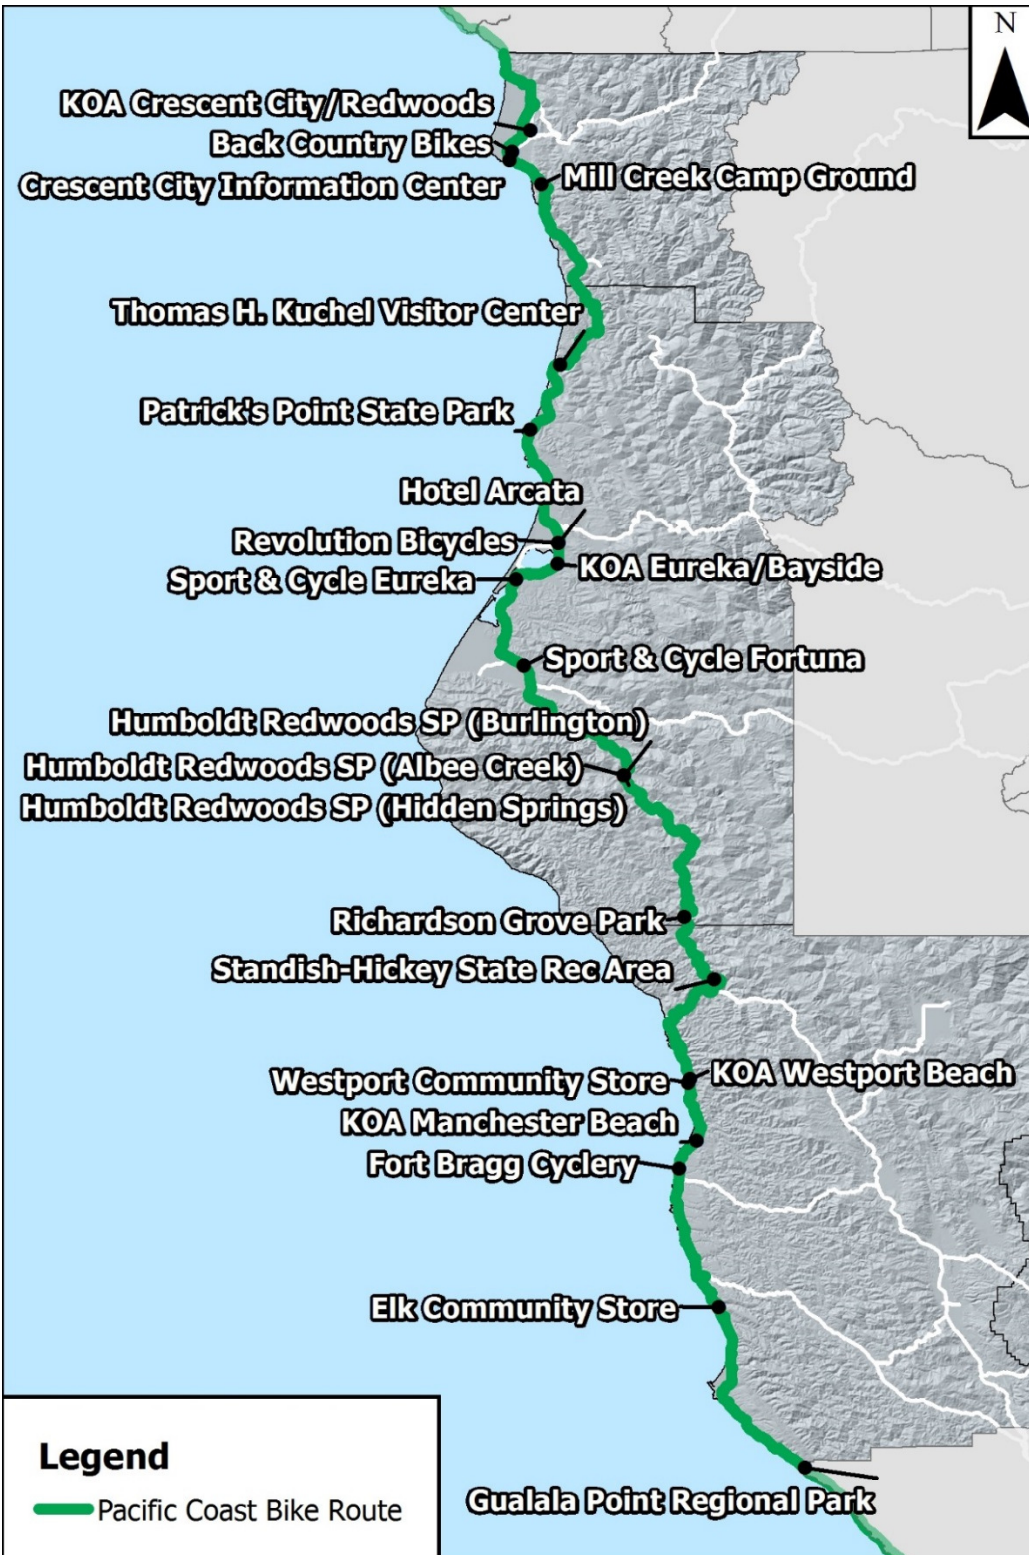 N
KOA Crescent City/Redwoods
Back Country Bikes
Crescent City Information Center
Mill Creek Camp Ground
Thomas H. Kuchel Visitor Center
Patrick's Point State Park
Hotel Arcata
Revolution Bicycles
KOA Eureka/Bayside
Sport & Cycle Eureka
Sport & Cycle Fortuna
Humboldt Redwoods SP (Burlington)
Humboldt Redwoods SP (Albee Creek)
Humboldt Redwoods SP (Hidden Springs)
Richardson Grove Park
Standish-Hickey State Rec Area
Westport Community Store
KOA Westport Beach
KOA Manchester Beach
Fort Bragg Cyclery
Elk Community Store
Gualala Point Regional Park
Legend
Pacific Coast Bike Route